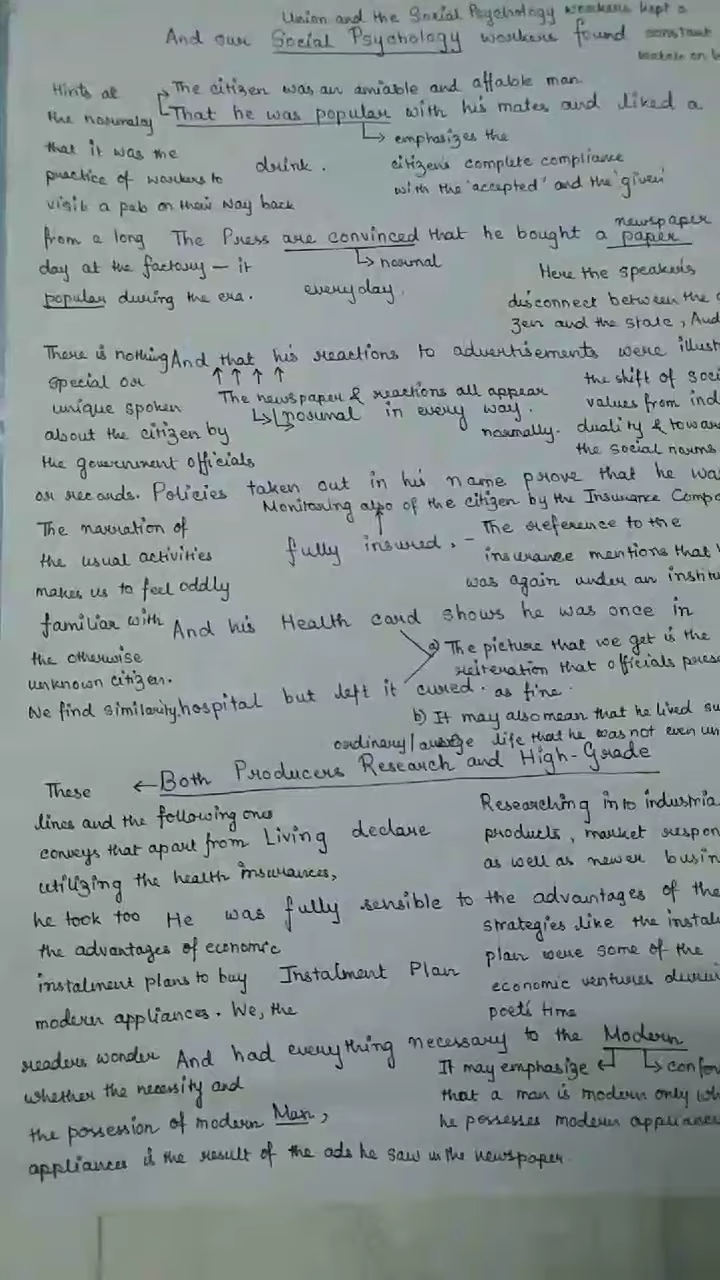 Union and the Social Psychology workers kept a
And our Social Psychology workers found constant
Hints at The citizen was an amiable and affable man
the normalcy That he was popular with his mates and liked a
emphasizes the
that it was the drink. citizen's complete compliance
practice of workers to with the 'accepted' and the 'given'
visit a pub on their way back
newspaper
from a long The Press are convinced that he bought a paper
day at the factory – it normal Here the speakers
popular during the era. everyday. disconnect between the
zen and the state, Aud
There is nothing And that his reactions to advertisements were illust
special or the shift of soci
unique spoken The newspaper & reactions all appear values from ind
normal in every way.
about the citizen by normally. duality & towar
the government officials the social norms
or records. Policies taken out in his name prove that he was
Monitoring also of the citizen by the Insurance Compa
The narration of fully insured. – The reference to the
the usual activities insurance mentions that
makes us to feel oddly was again under an institu
familiar with And his Health card shows he was once in
the otherwise a) The picture that we get is the
unknown citizen. reiteration that officials prese
We find similarity. hospital but left it cured. as fine.
b) It may also mean that he lived su
ordinary/average life that he was not even un
These ← Both Producers Research and High-Grade
lines and the following ones Researching into industria
conveys that apart from Living declare products, market respon
utilizing the health insurances, as well as newer busin
he took too He was fully sensible to the advantages of the
the advantages of economic strategies like the instal
instalment plans to buy Instalment Plan plan were some of the
modern appliances. We, the economic ventures durin
poet's time
readers wonder And had everything necessary to the Modern
whether the necessity and It may emphasize confor
the possession of modern Man, that a man is modern only wh
he possesses modern appliance
appliances is the result of the ads he saw in the newspaper.